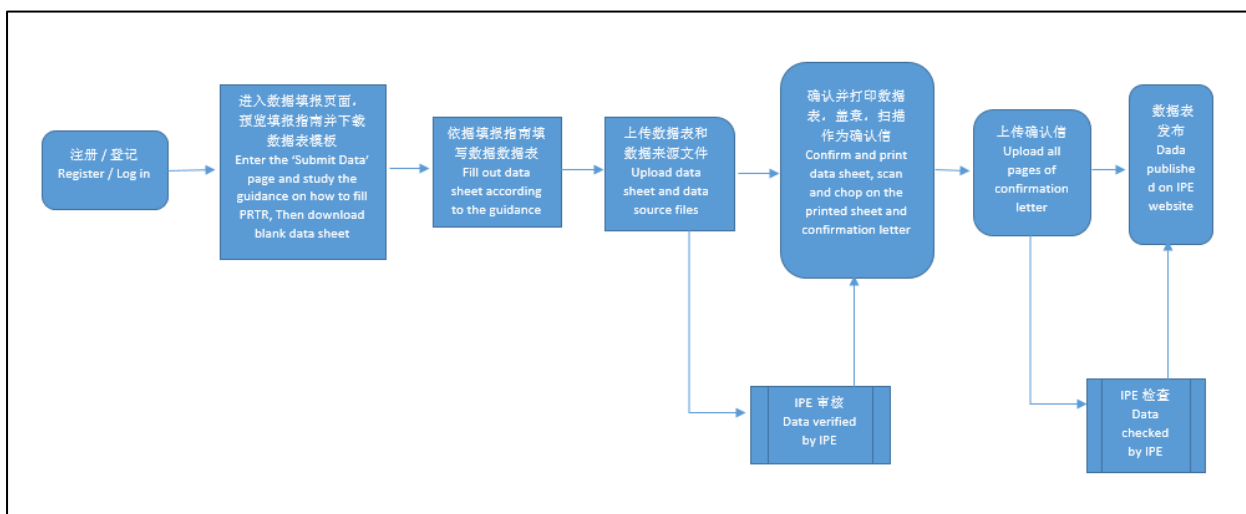 注册 / 登记
Register / Log in
进入数据填报页面，
预览填报指南并下载
数据表模板
Enter the 'Submit Data'
page and study the
guidance on how to fill
PRTR, Then download
blank data sheet
依据填报指南填
写数据数据表
Fill out data
sheet according
to the guidance
上传数据表和
数据来源文件
Upload data
sheet and data
source files
确认并打印数据
表，盖章，扫描
作为确认信
Confirm and print
data sheet, scan
and chop on the
printed sheet and
confirmation letter
上传确认信
Upload all
pages of
confirmation
letter
数据表
发布
Dada
publishe
d on IPE
website
IPE 审核
Data verified
by IPE
IPE 检查
Data
checked
by IPE